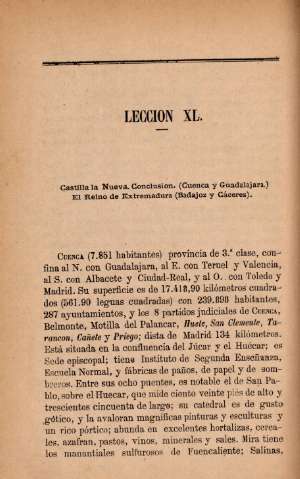 LECCION XL.
Castilla la Nueva. Conclusion. (Cuenca y Guadalajara.)
El Reino de Extremadura (Badajoz y Cáceres).
CUENCA (7.851 habitantes) provincia de 3.ª clase, con-
fina al N. con Guadalajara, al E. con Teruel y Valencia,
al S. con Albacete y Ciudad-Real, y al O. con Toledo y
Madrid. Su superficie es de 17.418,90 kilómetros cuadra-
dos (561.90 leguas cuadradas) con 239.893 habitantes,
287 ayuntamientos, y los 8 partidos judiciales de CUENCA,
Belmonte, Motilla del Palancar, Huete, San Clemente, Ta-
rancon, Cañete y Priego; dista de Madrid 134 kilómetros.
Está situada en la confluencia del Júcar y el Huécar; es
Sede episcopal; tiene Instituto de Segunda Enseñanza,
Escuela Normal, y fábricas de paños, de papel y de som-
breros. Entre sus ocho puentes, es notable el de San Pa-
blo, sobre el Huecar, que mide ciento veinte piés de alto y
trescientos cincuenta de largo; su catedral es de gusto
gótico, y la avaloran magníficas pinturas y esculturas y
un rico pórtico; abunda en excelentes hortalizas, cerea-
les, azafran, pastos, vinos, minerales y sales. Mira tiene
los manantiales sulfurosos de Fuencaliente; Salinas,